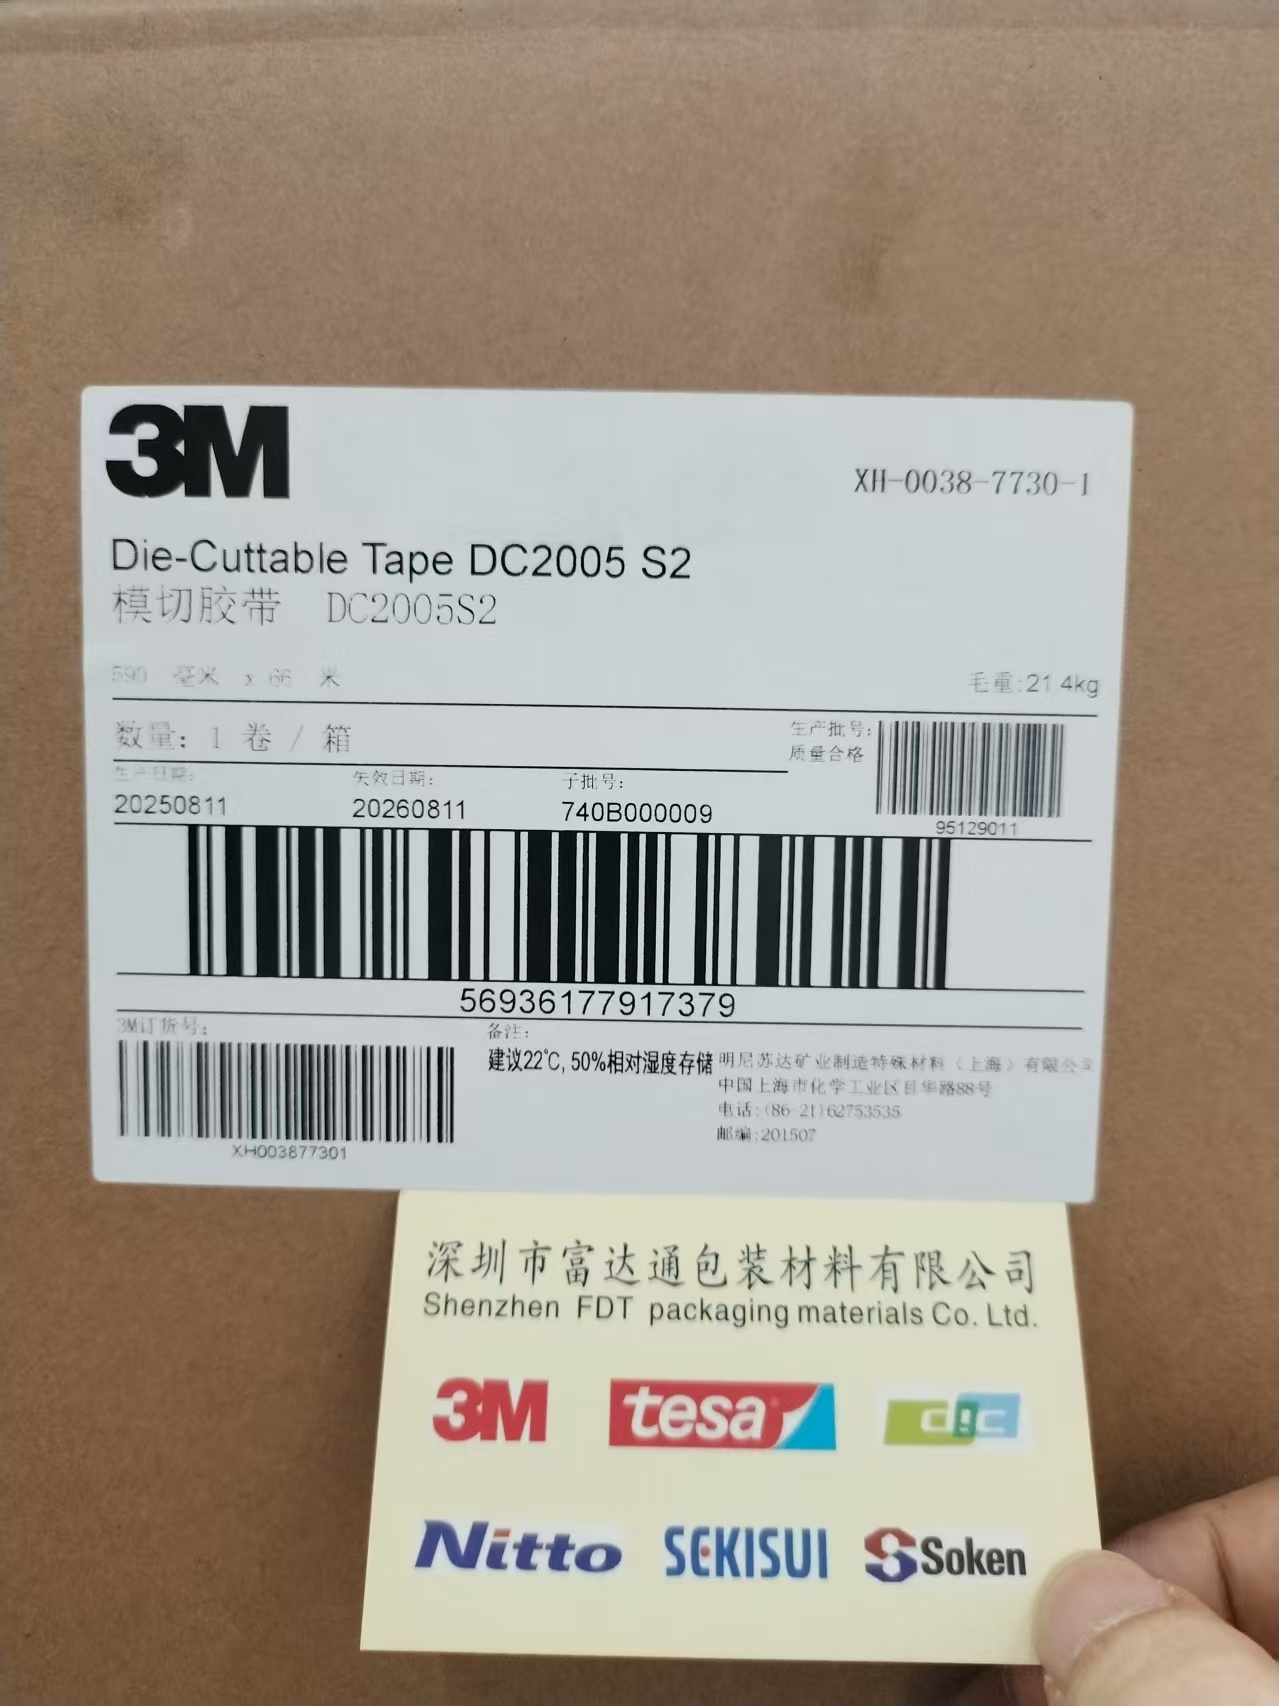 3M
XH-0038-7730-1
Die-Cuttable Tape DC2005 S2
模切胶带 DC2005S2
590 毫米 x 66 米
毛重:21.4kg
数量: 1 卷 / 箱
生产批号:
质量合格
95129011
生产日期:
失效日期:
子批号:
20250811
20260811
740B000009
56936177917379
3M订货号:
XH003877301
备注:
建议22℃, 50%相对湿度存储
明尼苏达矿业制造特殊材料（上海）有限公司
中国上海市化学工业区目华路88号
电话:(86-21)62753535
邮编:201507
深圳市富达通包装材料有限公司
Shenzhen FDT packaging materials Co. Ltd.
3M tesa dic
Nitto SEKISUI Soken